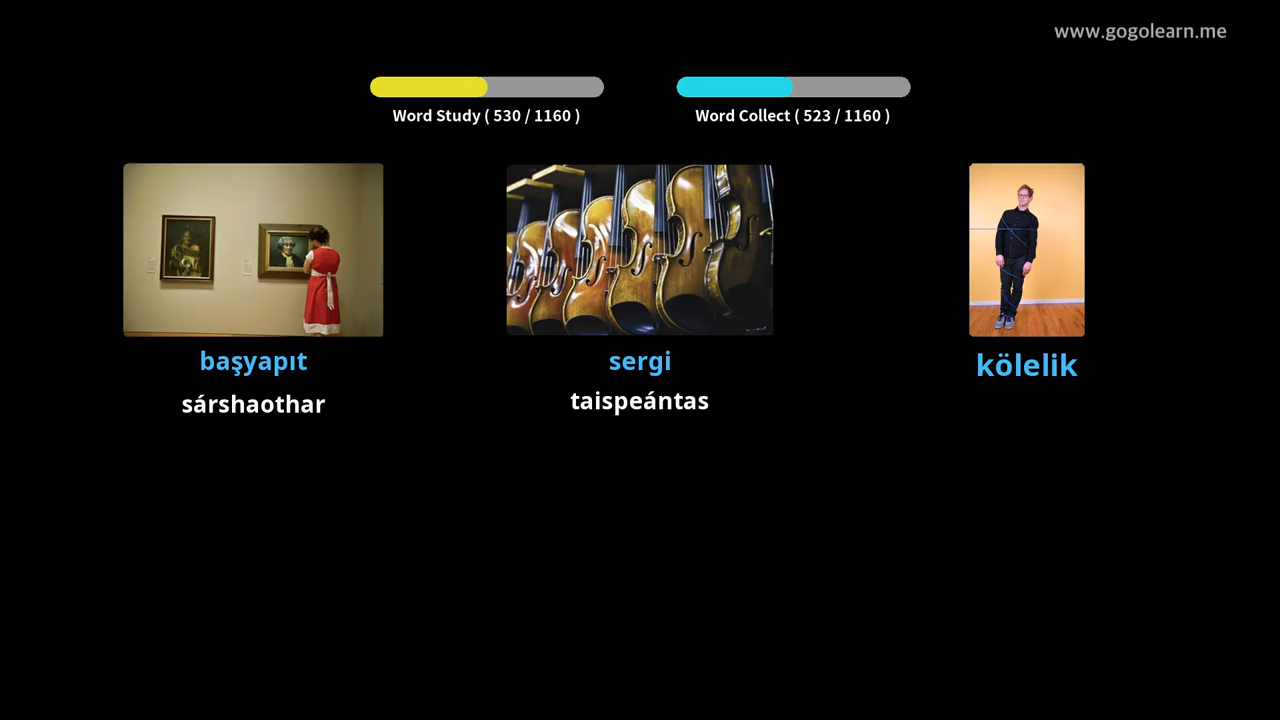 www.gogolearn.me
Word Study ( 530 / 1160 )
Word Collect ( 523 / 1160 )
başyapıt
sergi
kölelik
sárshaothar
taispeántas